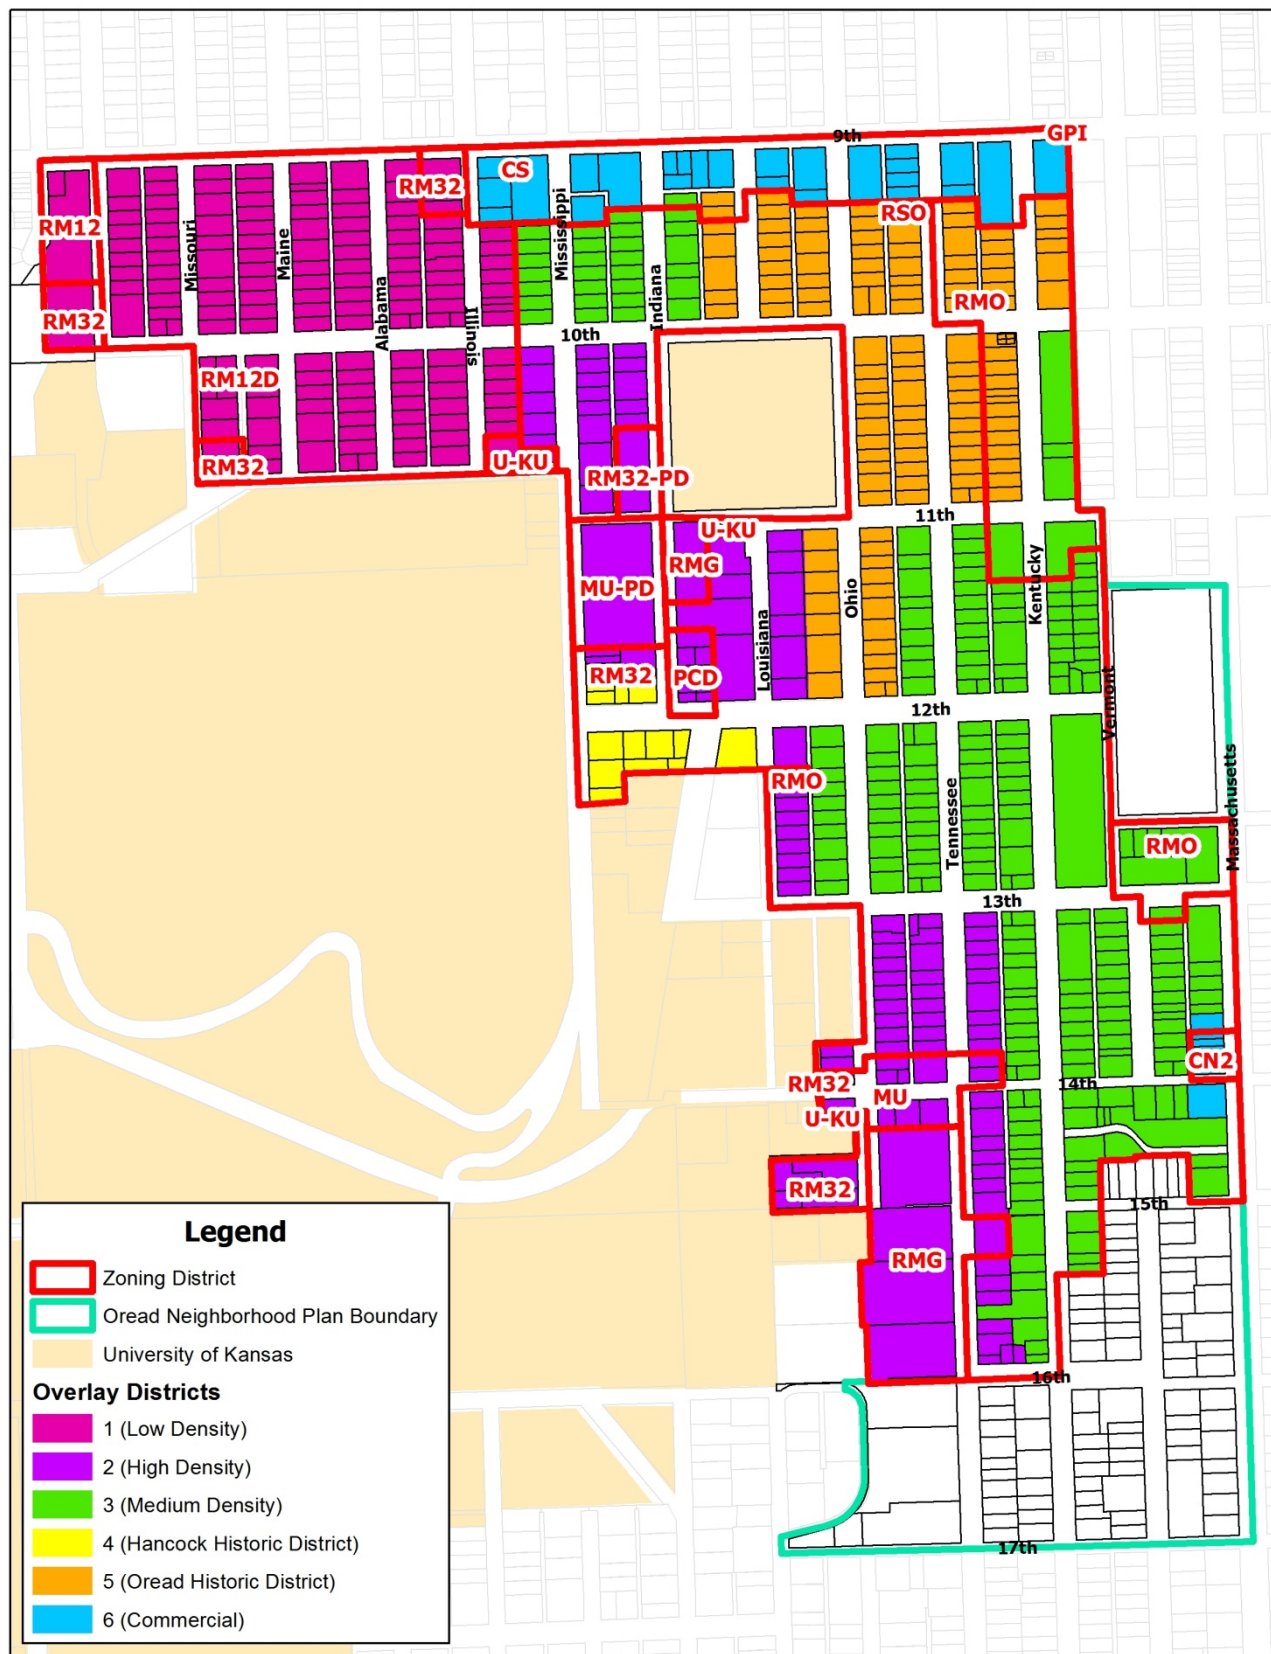 9th
GPI
CS
RM32
RM12
RSO
Missouri
Maine
Alabama
Illinois
Mississippi
Indiana
RMO
RM32
10th
RM12D
RM32
U-KU
RM32-PD
11th
U-KU
RMG
MU-PD
Ohio
Kentucky
Louisiana
RM32
PCD
Vermont
12th
RMO
Tennessee
Massachusetts
RMO
13th
CN2
RM32
14th
MU
U-KU
RM32
15th
RMG
16th
17th
Legend
Zoning District
Oread Neighborhood Plan Boundary
University of Kansas
Overlay Districts
1 (Low Density)
2 (High Density)
3 (Medium Density)
4 (Hancock Historic District)
5 (Oread Historic District)
6 (Commercial)